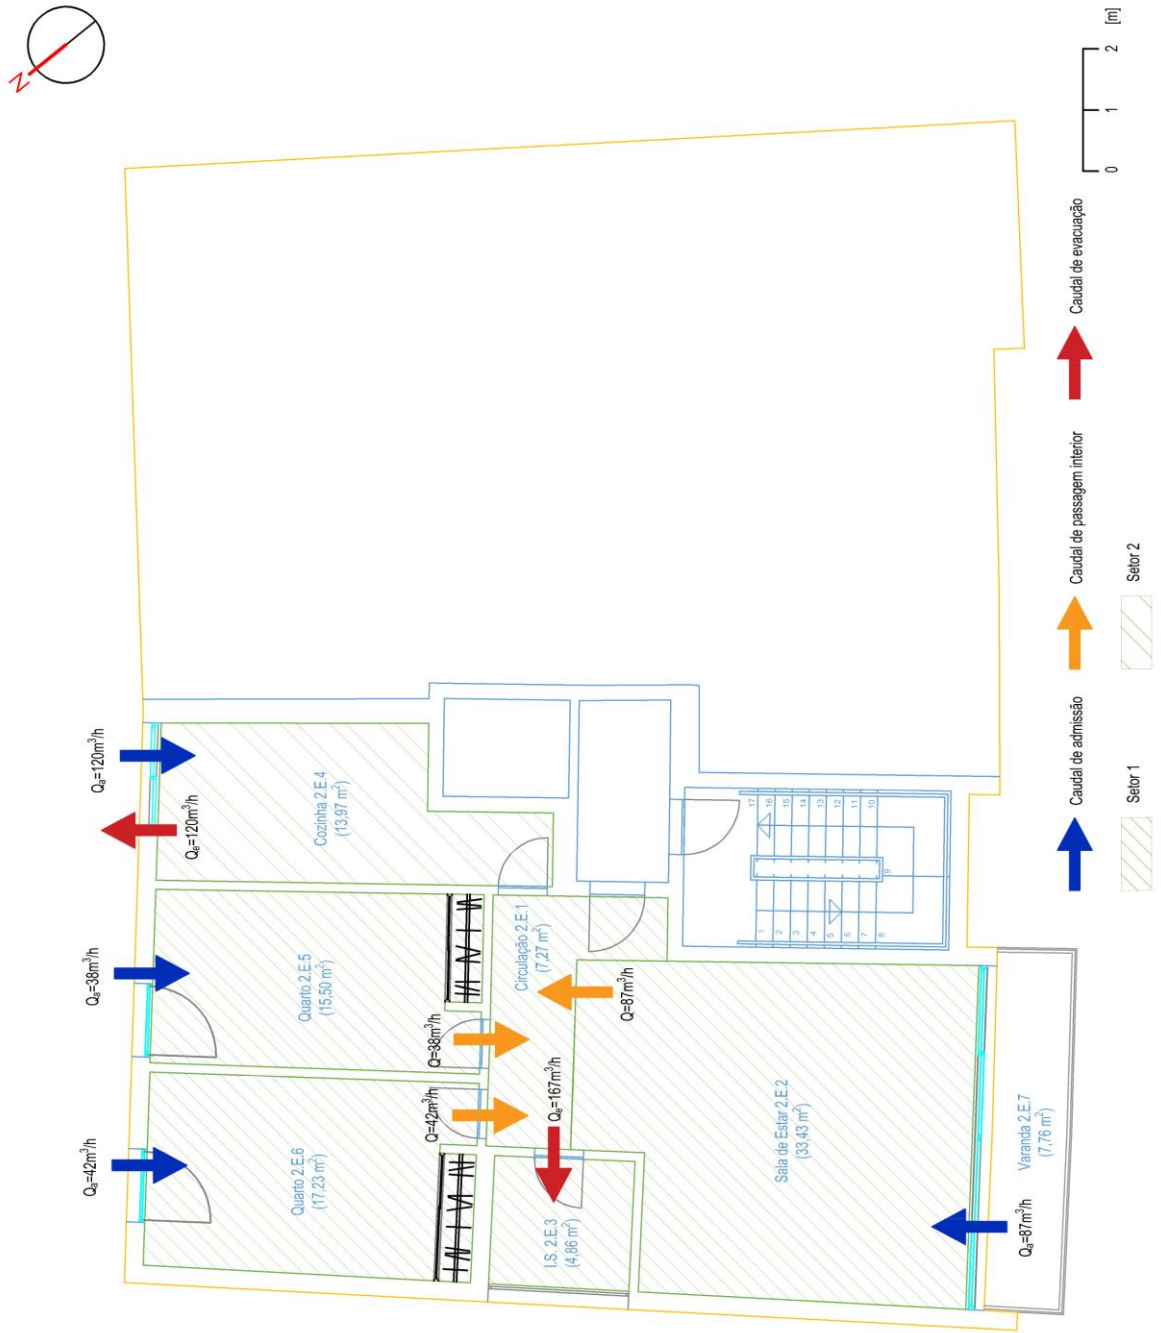 N
0 1 2 [m]
Qa=120m³/h
Qe=120m³/h
Cozinha 2.E.4
(13,97 m²)
Qa=38m³/h
Quarto 2.E.5
(15,50 m²)
Q=38m³/h
Qa=42m³/h
Quarto 2.E.6
(17,23 m²)
Q=42m³/h
Circulação 2.E.1
(7,27 m²)
Q=87m³/h
Qe=167m³/h
I.S. 2.E.3
(4,86 m²)
Sala de Estar 2.E.2
(33,43 m²)
Varanda 2.E.7
(7,76 m²)
Qa=87m³/h
1
2
3
4
5
6
7
8
9
10
11
12
13
14
15
16
17
Caudal de admissão
Caudal de passagem interior
Caudal de evacuação
Setor 1
Setor 2